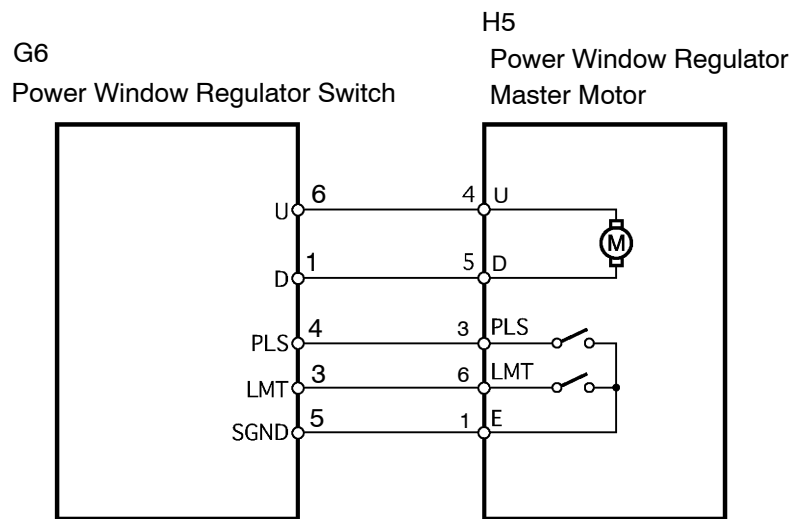 H5
G6
Power Window Regulator
Power Window Regulator Switch
Master Motor
U 6 4 U
M
D 1 5 D
PLS 4 3 PLS
LMT 3 6 LMT
SGND 5 1 E